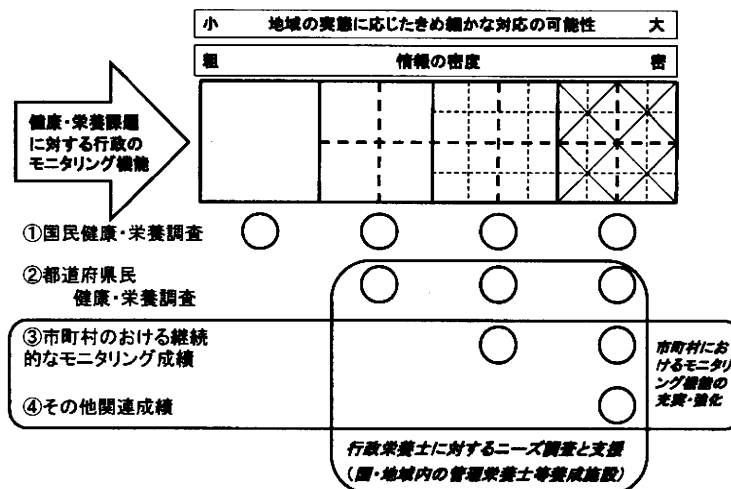 小 地域の実態に応じたきめ細かな対応の可能性 大
粗 情報の密度 密
健康・栄養課題
に対する行政の
モニタリング機能
①国民健康・栄養調査
②都道府県民
健康・栄養調査
③市町村のおける継続
的なモニタリング成績
④その他関連成績
市町村にお
けるモニタリ
ング機能の
充実・強化
行政栄養士に対するニーズ調査と支援
(国・地域内の管理栄養士等養成施設)